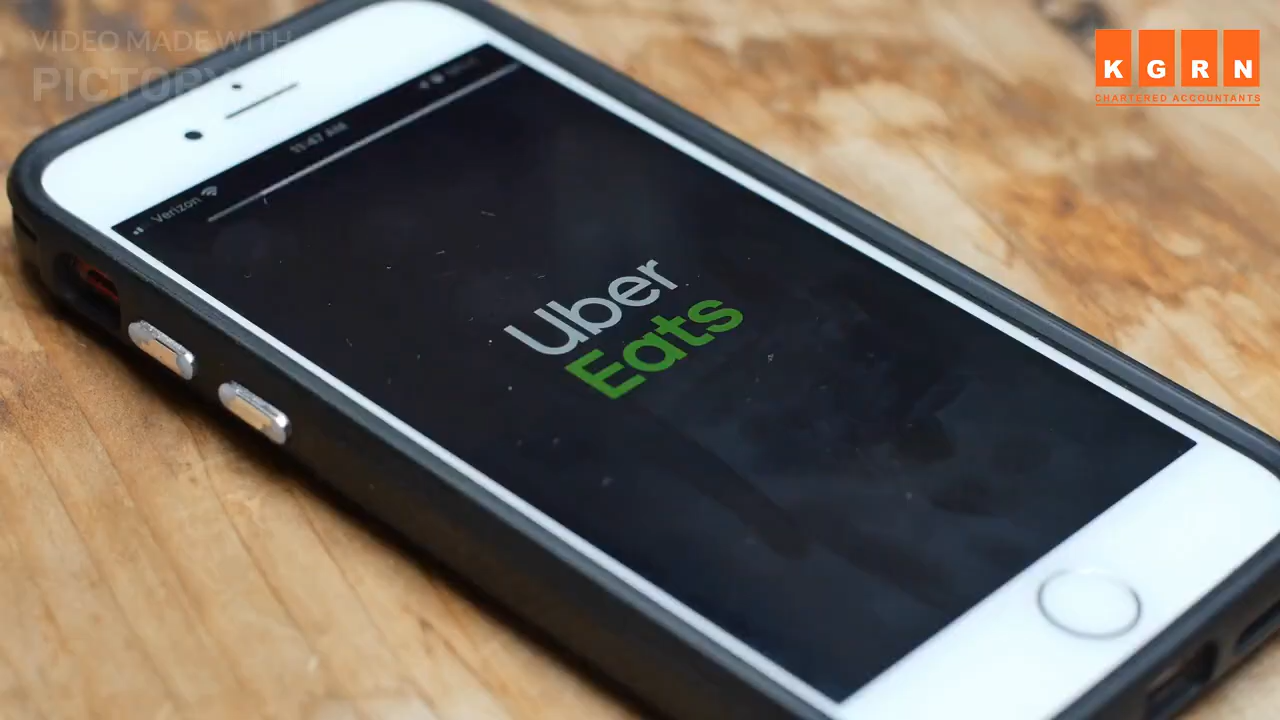 VIDEO MADE WITH
PICTORY
K G R N
CHARTERED ACCOUNTANTS
11:47 AM
Verizon
Uber
Eats